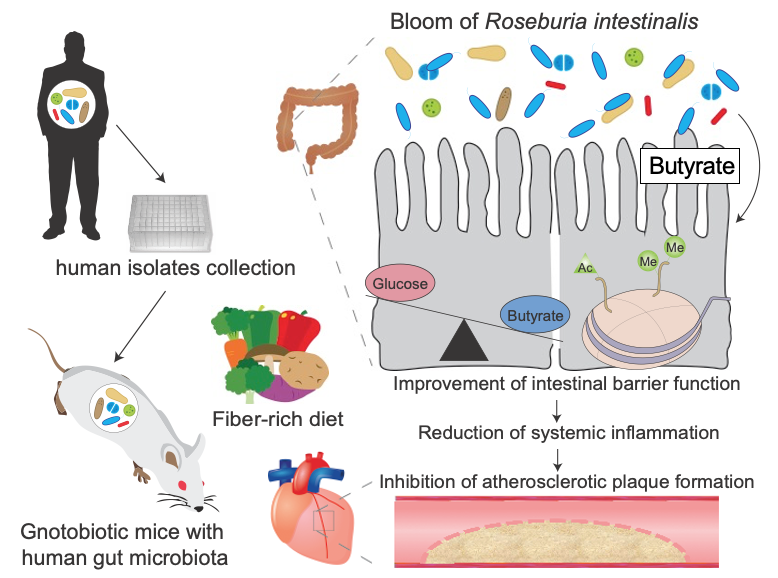 Bloom of Roseburia intestinalis
Butyrate
human isolates collection
Ac
Me
Me
Glucose
Butyrate
Fiber-rich diet
Improvement of intestinal barrier function
Reduction of systemic inflammation
Inhibition of atherosclerotic plaque formation
Gnotobiotic mice with
human gut microbiota